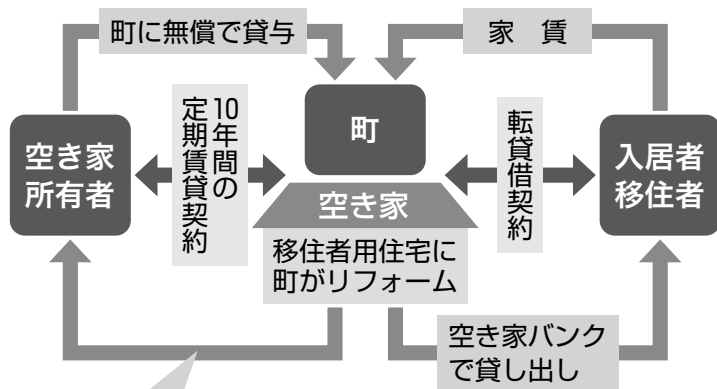 町に無償で貸与
家 賃
空き家
所有者
10年間の
定期賃貸契約
町
転貸借契約
入居者
移住者
空き家
移住者用住宅に
町がリフォーム
空き家バンク
で貸し出し